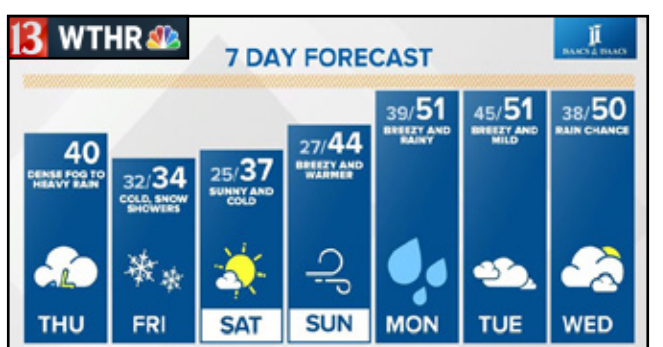 13 WTHR
7 DAY FORECAST
ISAACS & ISAACS
40
DENSE FOG TO
HEAVY RAIN
THU
32/34
COLD, SNOW
SHOWERS
FRI
25/37
SUNNY AND
COLD
SAT
27/44
BREEZY AND
WARMER
SUN
39/51
BREEZY AND
RAINY
MON
45/51
BREEZY AND
MILD
TUE
38/50
RAIN CHANCE
WED